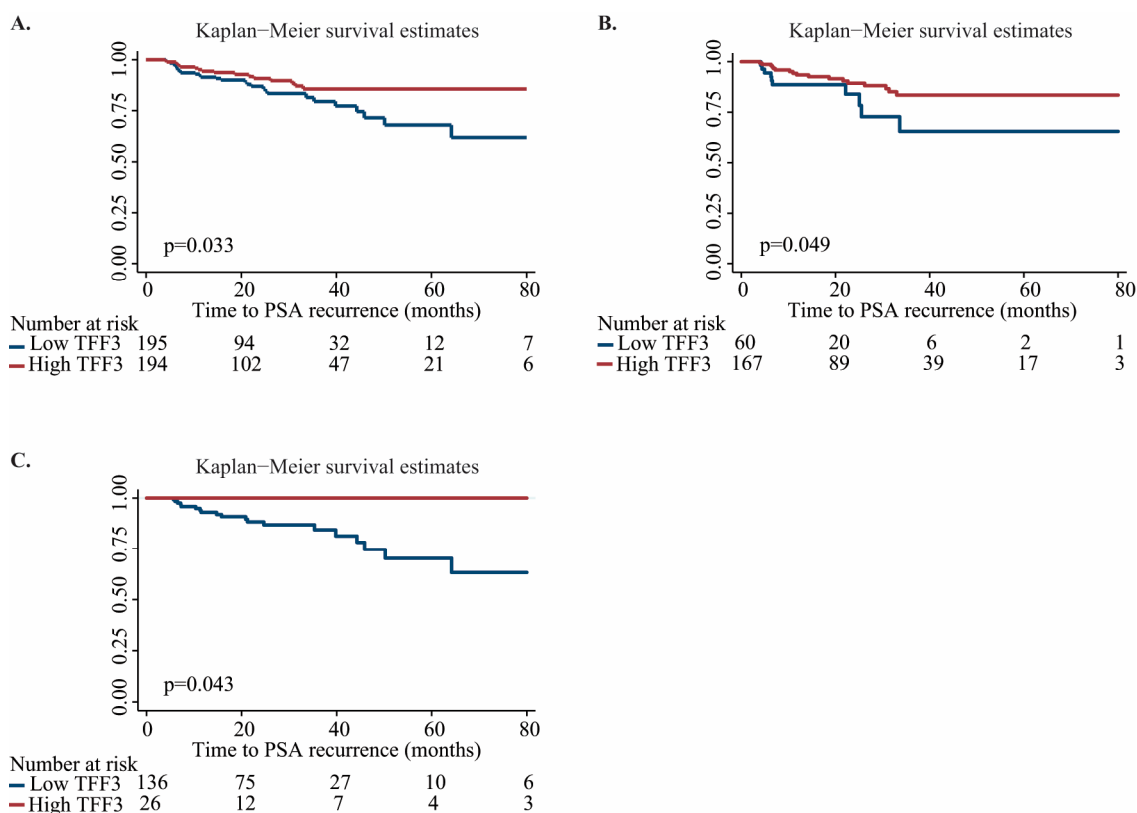 A.
Kaplan−Meier survival estimates
1.00
0.75
0.50
0.25
0.00
p=0.033
0 20 40 60 80
Time to PSA recurrence (months)
Number at risk
Low TFF3 195 94 32 12 7
High TFF3 194 102 47 21 6
B.
Kaplan−Meier survival estimates
1.00
0.75
0.50
0.25
0.00
p=0.049
0 20 40 60 80
Time to PSA recurrence (months)
Number at risk
Low TFF3 60 20 6 2 1
High TFF3 167 89 39 17 3
C.
Kaplan−Meier survival estimates
1.00
0.75
0.50
0.25
0.00
p=0.043
0 20 40 60 80
Time to PSA recurrence (months)
Number at risk
Low TFF3 136 75 27 10 6
High TFF3 26 12 7 4 3